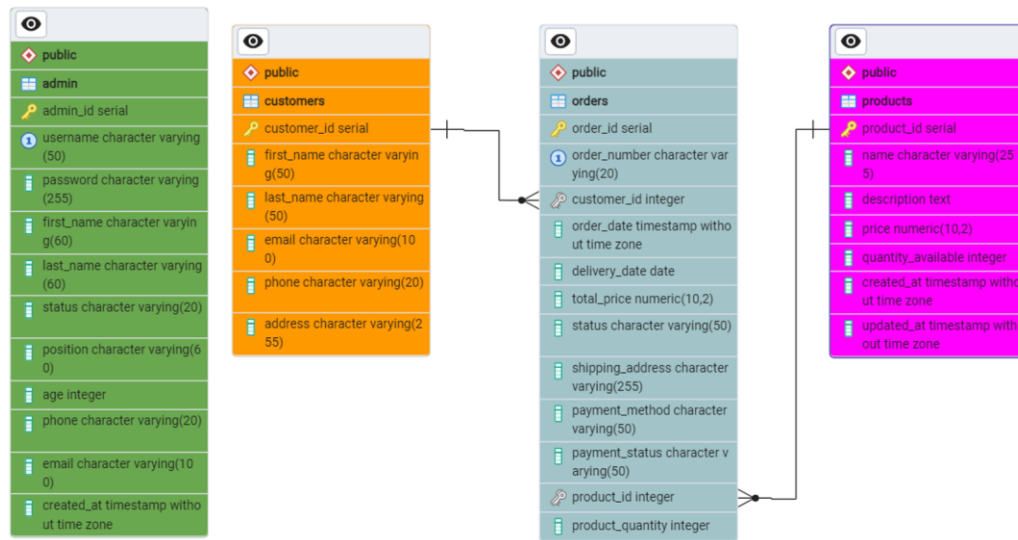 public
admin
admin_id serial
username character varying
(50)
password character varying
(255)
first_name character varyin
g(60)
last_name character varying
(60)
status character varying(20)
position character varying(6
0)
age integer
phone character varying(20)
email character varying(10
0)
created_at timestamp witho
ut time zone
public
customers
customer_id serial
first_name character varyin
g(50)
last_name character varying
(50)
email character varying(10
0)
phone character varying(20)
address character varying(2
55)
public
orders
order_id serial
order_number character var
ying(20)
customer_id integer
order_date timestamp witho
ut time zone
delivery_date date
total_price numeric(10,2)
status character varying(50)
shipping_address character
varying(255)
payment_method character
varying(50)
payment_status character v
arying(50)
product_id integer
product_quantity integer
public
products
product_id serial
name character varying(25
5)
description text
price numeric(10,2)
quantity_available integer
created_at timestamp witho
ut time zone
updated_at timestamp with
out time zone